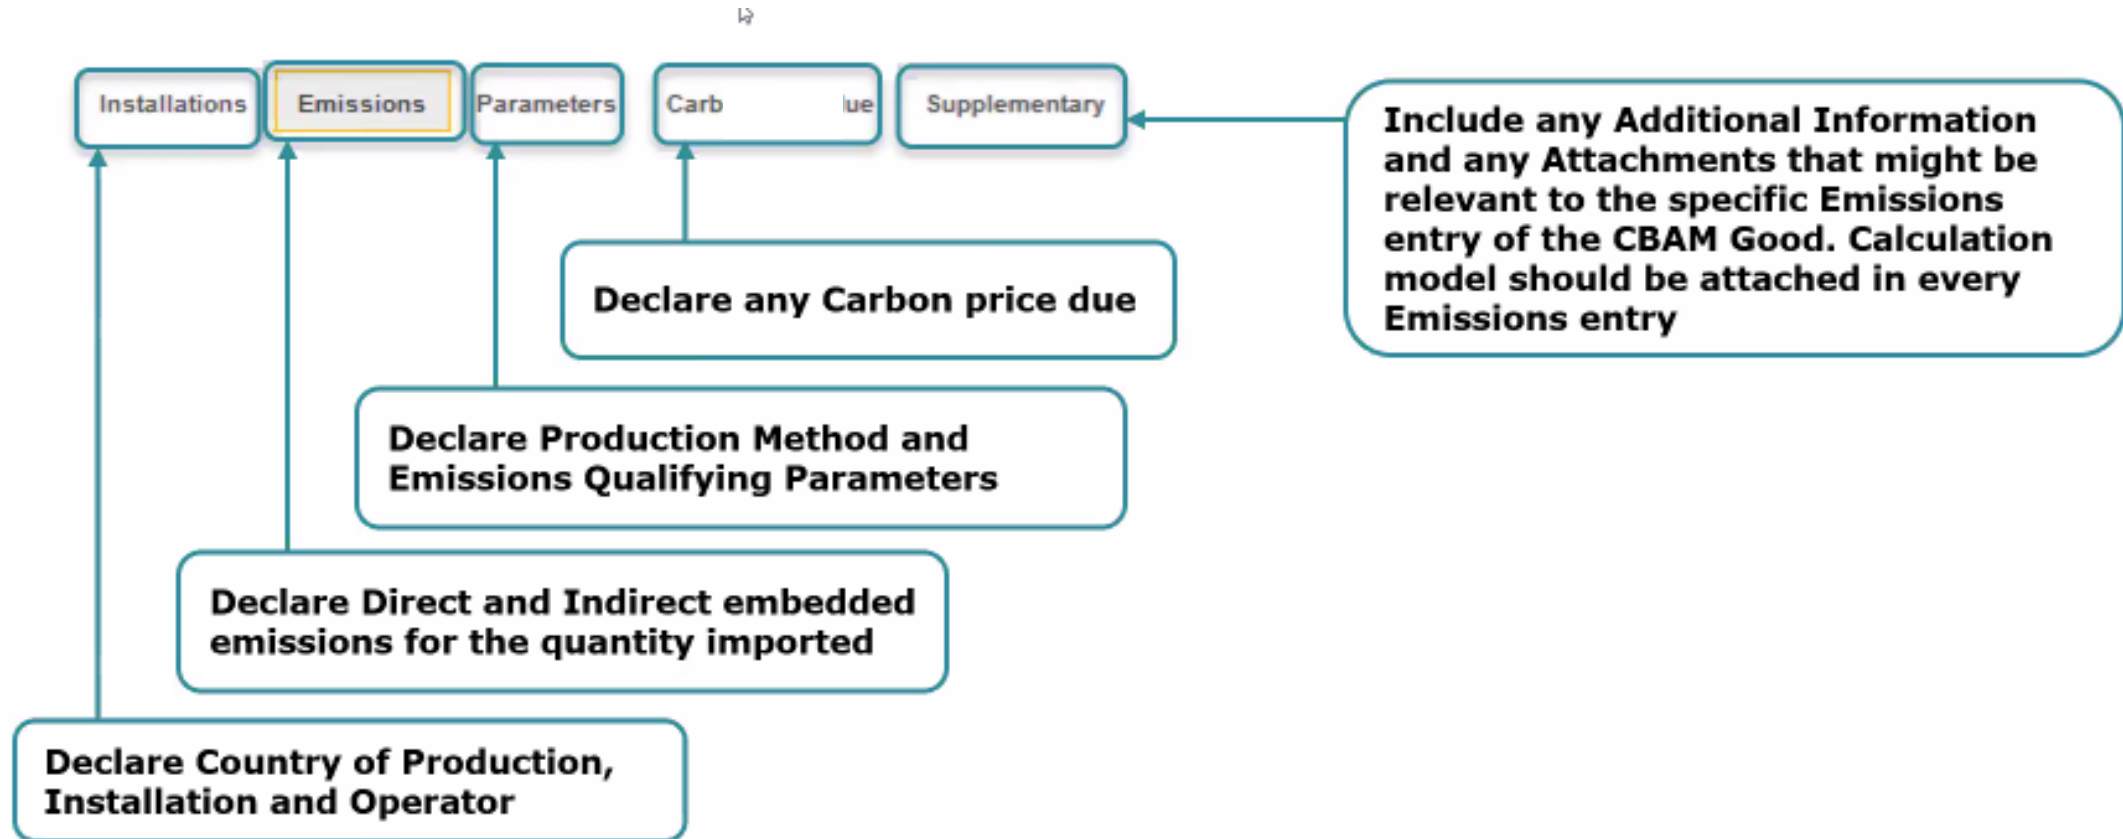 Installations Emissions Parameters Carb ue Supplementary
Include any Additional Information
and any Attachments that might be
relevant to the specific Emissions
entry of the CBAM Good. Calculation
model should be attached in every
Emissions entry
Declare any Carbon price due
Declare Production Method and
Emissions Qualifying Parameters
Declare Direct and Indirect embedded
emissions for the quantity imported
Declare Country of Production,
Installation and Operator